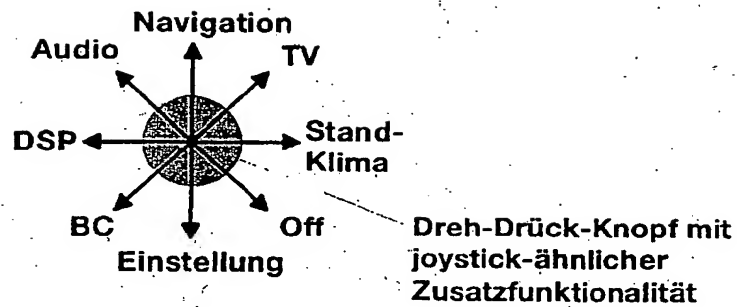 Navigation
Audio
TV
DSP
Stand-
Klima
BC
Off
Einstellung
Dreh-Drück-Knopf mit
joystick-ähnlicher
Zusatzfunktionalität